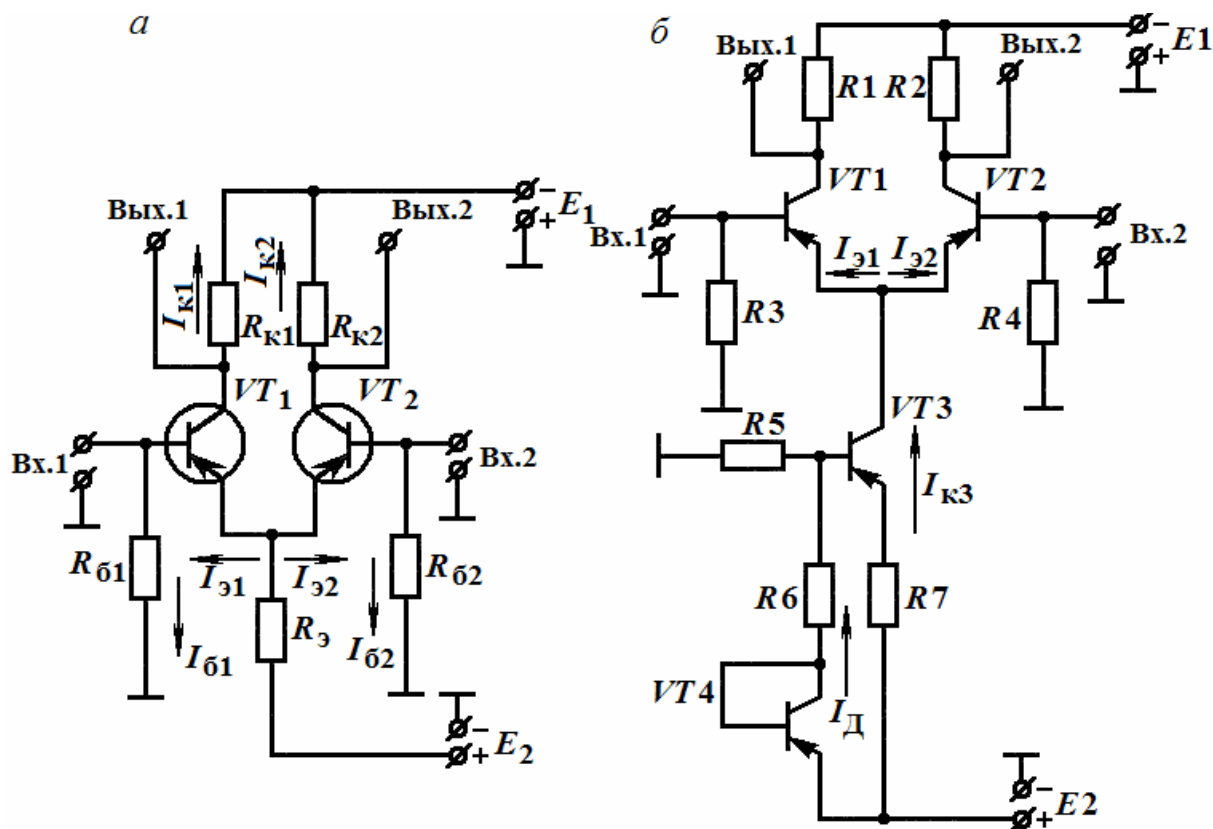 а
Вых.1
Вых.2
− E₁
+
Iк1
Iк2
Rк1
Rк2
VT₁
VT₂
Вх.1
Вх.2
Rб1
Iэ1
Iэ2
Rб2
Rэ
Iб1
Iб2
−
+ E₂
б
Вых.1
Вых.2
− E1
+
R1
R2
VT1
VT2
Вх.1
Вх.2
Iэ1
Iэ2
R3
R4
VT3
R5
Iк3
R6
R7
VT4
IД
−
+ E2